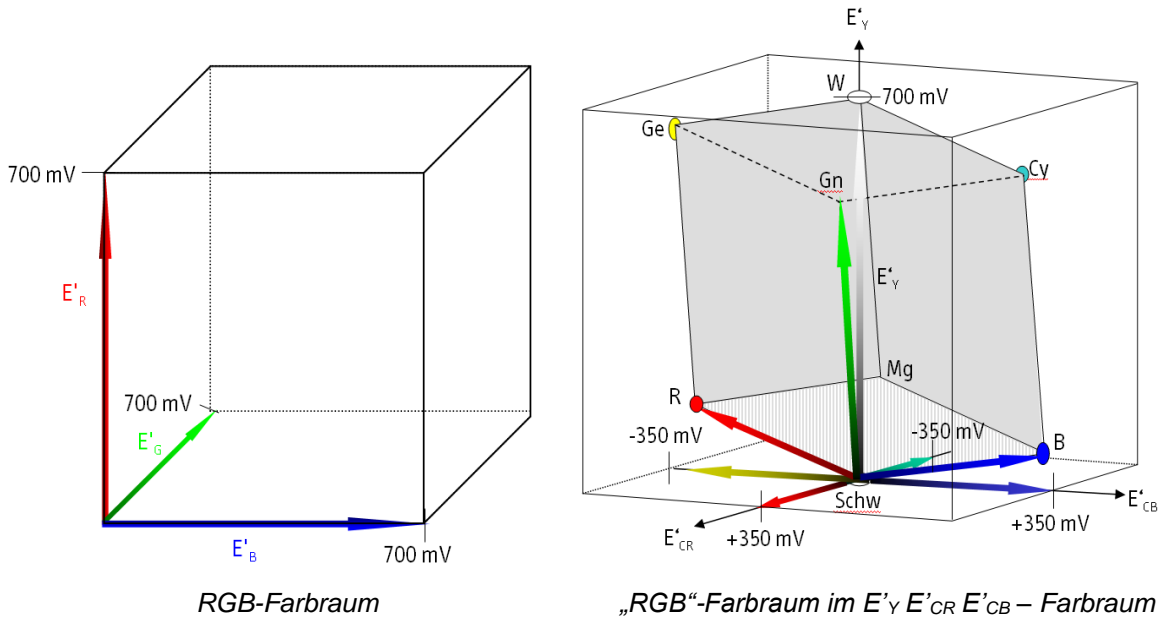 700 mV
E'R
700 mV
E'G
E'B
700 mV
RGB-Farbraum
E‘Y
W
700 mV
Ge
Gn
Cy
E‘Y
Mg
R
-350 mV
-350 mV
B
Schw
E‘CB
E‘CR
+350 mV
+350 mV
„RGB“-Farbraum im E’Y E’CR E’CB – Farbraum